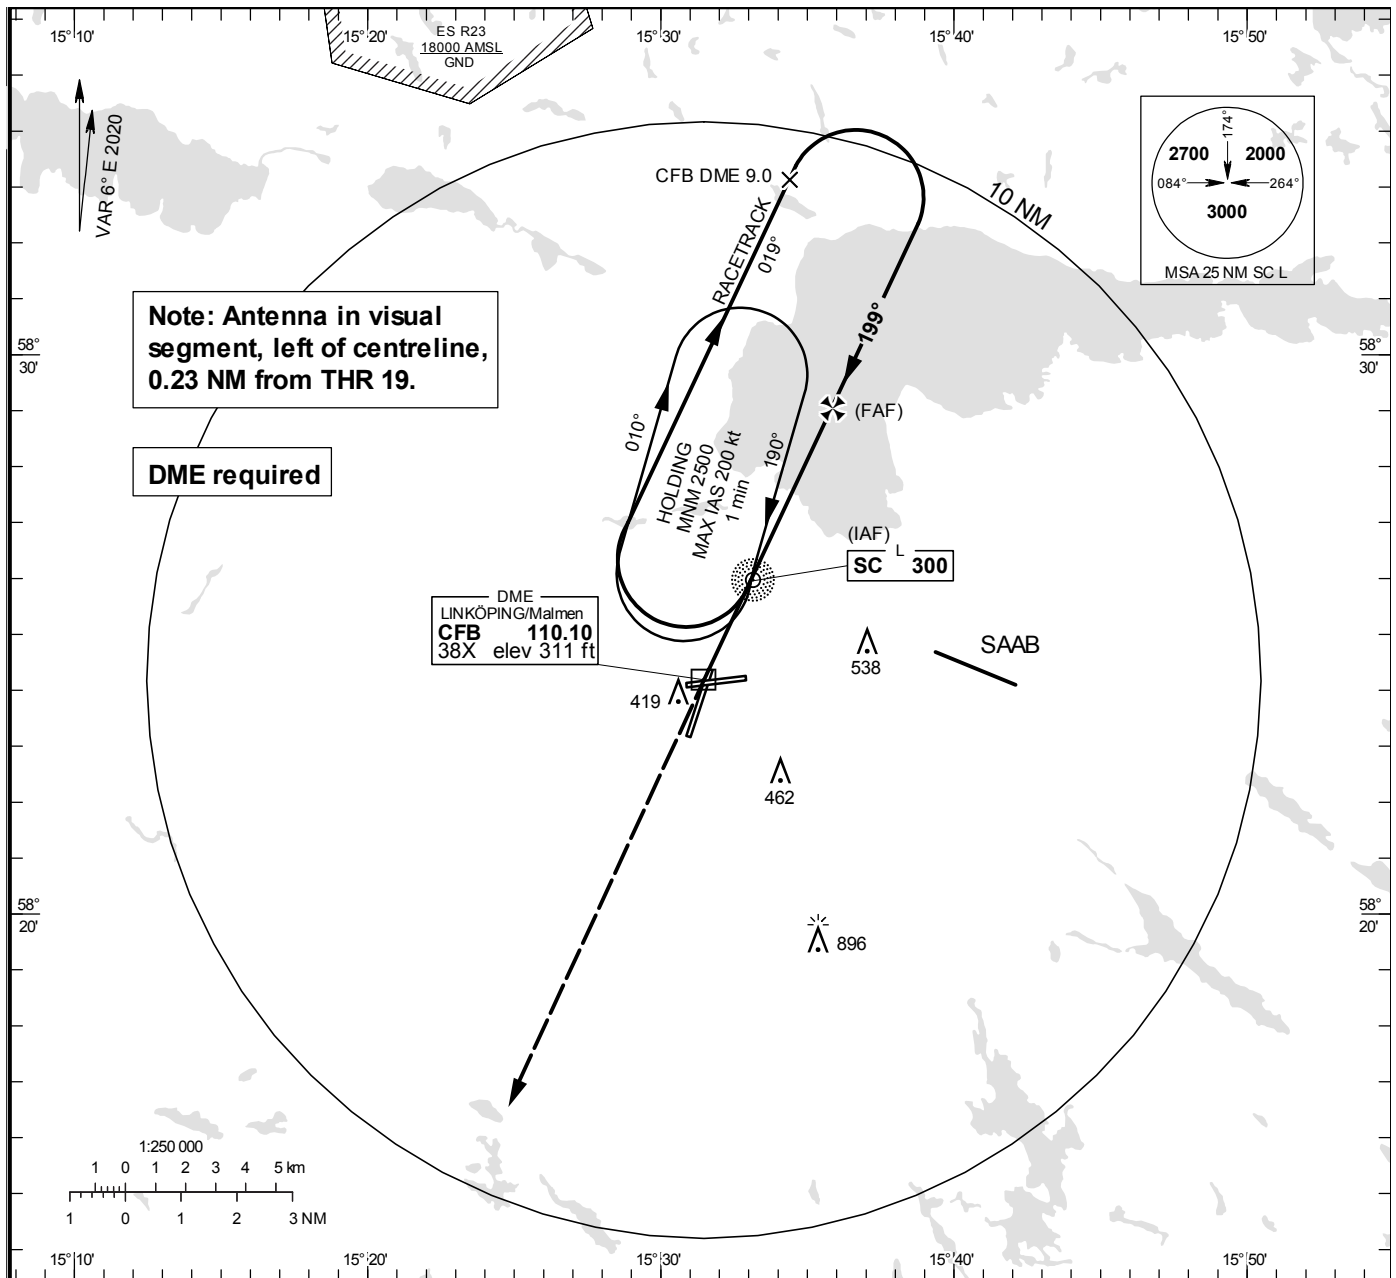 15°10'
15°20'
15°30'
15°40'
15°50'
ES R23
18000 AMSL
GND
VAR 6° E 2020
CFB DME 9.0
RACETRACK
019°
10 NM
174°
2700
2000
084°
264°
3000
MSA 25 NM SC L
Note: Antenna in visual
segment, left of centreline,
0.23 NM from THR 19.
58°
30'
58°
30'
199°
(FAF)
DME required
010°
190°
HOLDING
MNM 2500
MAX IAS 200 kt
1 min
(IAF)
L
SC 300
DME
LINKÖPING/Malmen
CFB 110.10
38X elev 311 ft
SAAB
538
419
462
58°
20'
58°
20'
896
1:250 000
1 0 1 2 3 4 5 km
1 0 1 2 3 NM
15°10'
15°20'
15°30'
15°40'
15°50'